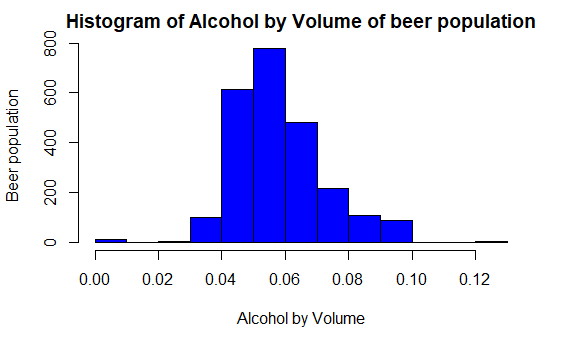 Histogram of Alcohol by Volume of beer population
800
600
400
200
0
Beer population
0.00 0.02 0.04 0.06 0.08 0.10 0.12
Alcohol by Volume